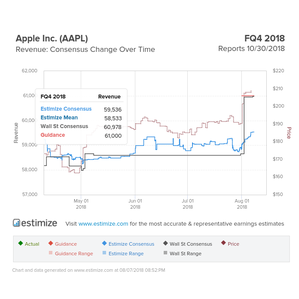 Apple Inc. (AAPL)
FQ4 2018
Revenue: Consensus Change Over Time
Reports 10/30/2018
62,000
$220
61,000
$210
$200
$190
$180
59,000
$170
58,000
$160
57,000
$150
Revenue
Price
FQ4 2018 Revenue
Estimize Consensus 59,536
Estimize Mean 58,533
Wall St Consensus 60,978
Guidance 61,000
May 01 2018
Jun 01 2018
Jul 01 2018
Aug 01 2018
estimize
Visit www.estimize.com for the most accurate & representative earnings estimates
Actual
Guidance
Estimize Consensus
Wall St Consensus
Price
Guidance Range
Estimize Range
Wall St Range
Chart and data generated on www.estimize.com at 08/07/2018 08:52 PM